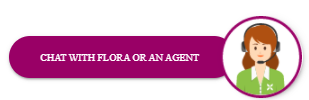 CHAT WITH FLORA OR AN AGENT